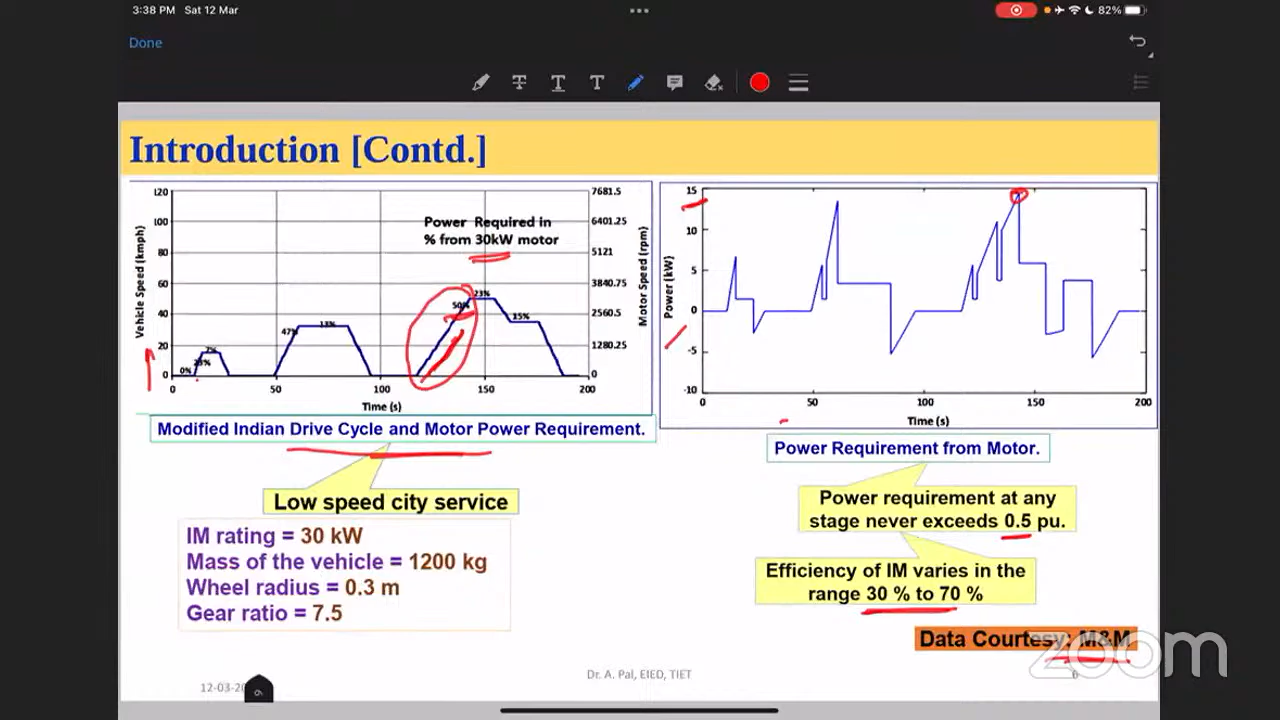 3:38 PM Sat 12 Mar
82%
Done
T T T
Introduction [Contd.]
120
100
80
60
40
20
0
Vehicle Speed (kmph)
Power Required in
% from 30kW motor
0%
7%
47%
13%
50%
23%
15%
7681.5
6401.25
5121
3840.75
2560.5
1280.25
0
Motor Speed (rpm)
0 50 100 150 200
Time (s)
15
10
5
0
-5
-10
Power (kW)
0 50 100 150 200
Time (s)
Modified Indian Drive Cycle and Motor Power Requirement.
Power Requirement from Motor.
Low speed city service
IM rating = 30 kW
Mass of the vehicle = 1200 kg
Wheel radius = 0.3 m
Gear ratio = 7.5
Power requirement at any
stage never exceeds 0.5 pu.
Efficiency of IM varies in the
range 30 % to 70 %
Data Courtesy: M&M
zoom
12-03-2
Dr. A. Pal, EIED, TIET
6